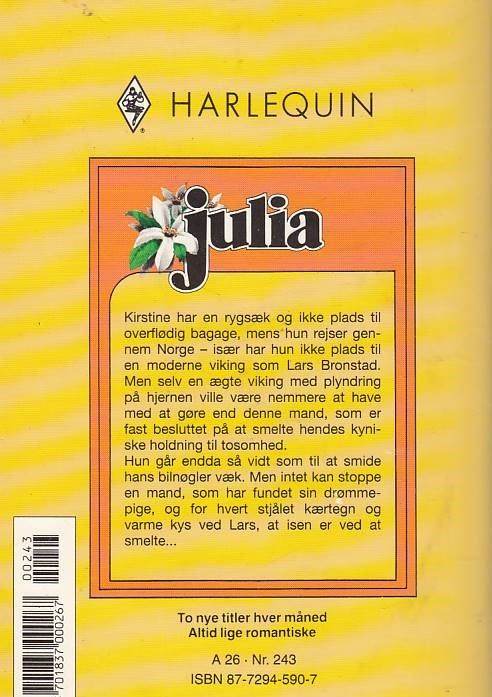 HARLEQUIN
julia
Kirstine har en rygsæk og ikke plads til
overflødig bagage, mens hun rejser gen-
nem Norge – især har hun ikke plads til
en moderne viking som Lars Bronstad.
Men selv en ægte viking med plyndring
på hjernen ville være nemmere at have
med at gøre end denne mand, som er
fast besluttet på at smelte hendes kyni-
ske holdning til tosomhed.
Hun går endda så vidt som til at smide
hans bilnøgler væk. Men intet kan stoppe
en mand, som har fundet sin drømme-
pige, og for hvert stjålet kærtegn og
varme kys ved Lars, at isen er ved at
smelte...
00243
701837000267
To nye titler hver måned
Altid lige romantiske
A 26 · Nr. 243
ISBN 87-7294-590-7